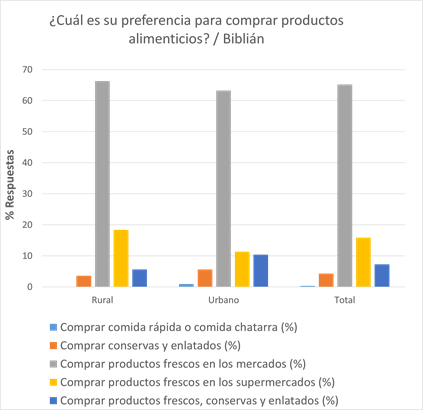 ¿Cuál es su preferencia para comprar productos
alimenticios? / Biblián
70
60
50
40
30
20
10
0
% Respuestas
Rural
Urbano
Total
Comprar comida rápida o comida chatarra (%)
Comprar conservas y enlatados (%)
Comprar productos frescos en los mercados (%)
Comprar productos frescos en los supermercados (%)
Comprar productos frescos, conservas y enlatados (%)